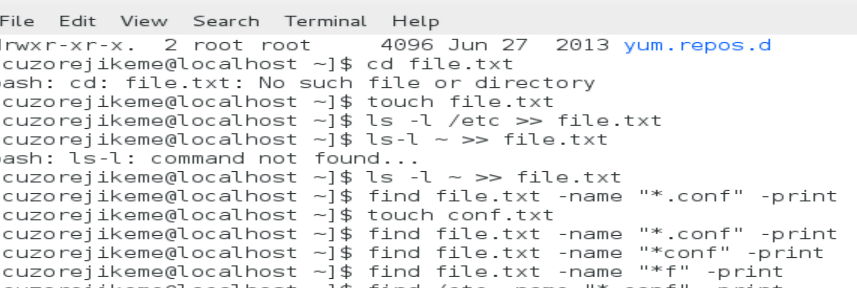 File Edit View Search Terminal Help
drwxr-xr-x. 2 root root 4096 Jun 27 2013 yum.repos.d
cuzorejikeme@localhost ~]$ cd file.txt
bash: cd: file.txt: No such file or directory
cuzorejikeme@localhost ~]$ touch file.txt
cuzorejikeme@localhost ~]$ ls -l /etc >> file.txt
cuzorejikeme@localhost ~]$ ls-l ~ >> file.txt
bash: ls-l: command not found...
cuzorejikeme@localhost ~]$ ls -l ~ >> file.txt
cuzorejikeme@localhost ~]$ find file.txt -name "*.conf" -print
cuzorejikeme@localhost ~]$ touch conf.txt
cuzorejikeme@localhost ~]$ find file.txt -name "*.conf" -print
cuzorejikeme@localhost ~]$ find file.txt -name "*conf" -print
cuzorejikeme@localhost ~]$ find file.txt -name "*f" -print